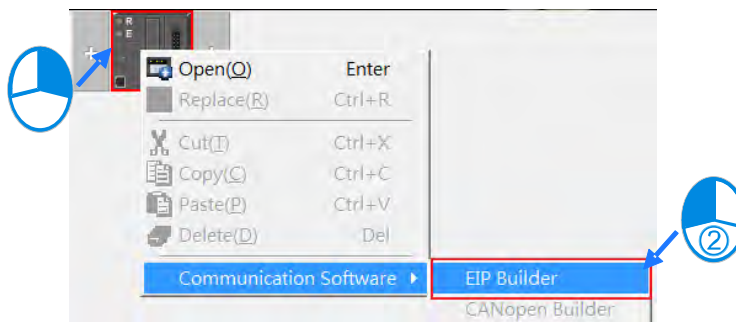 R
E
Open(O) Enter
Replace(R) Ctrl+R
Cut(T) Ctrl+X
Copy(C) Ctrl+C
Paste(P) Ctrl+V
Delete(D) Del
Communication Software EIP Builder
CANopen Builder
②